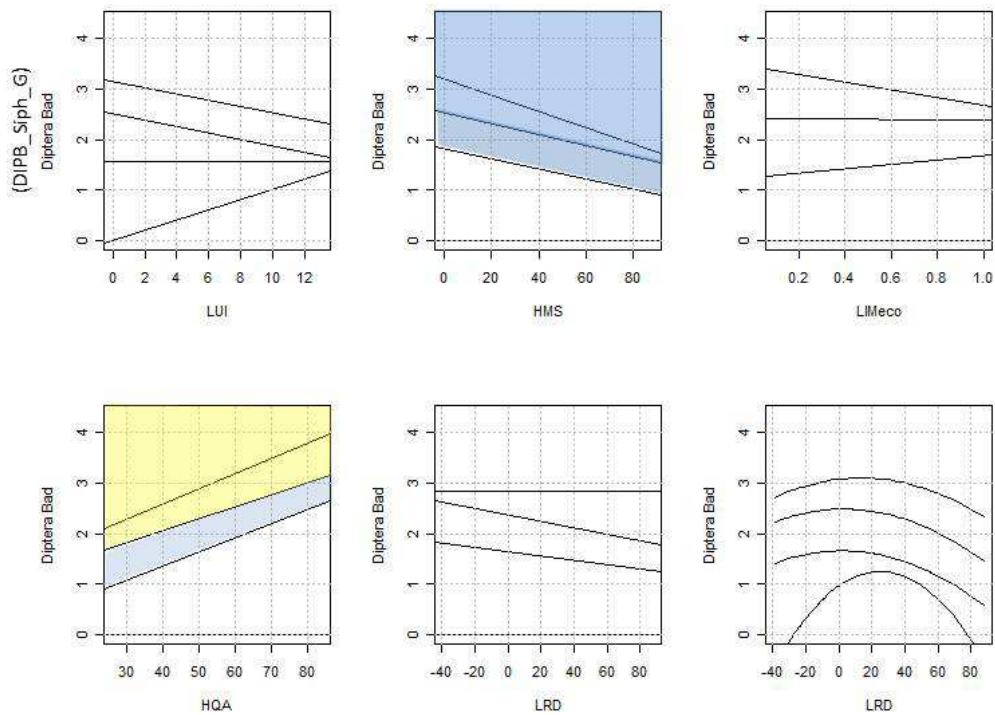 (DIPB_Siph_G)
Diptera Bad
0 1 2 3 4
0 2 4 6 8 10 12
LUI
Diptera Bad
0 1 2 3 4
0 20 40 60 80
HMS
Diptera Bad
0 1 2 3 4
0.2 0.4 0.6 0.8 1.0
LIMeco
Diptera Bad
0 1 2 3 4
30 40 50 60 70 80
HQA
Diptera Bad
0 1 2 3 4
-40 -20 0 20 40 60 80
LRD
Diptera Bad
0 1 2 3 4
-40 -20 0 20 40 60 80
LRD